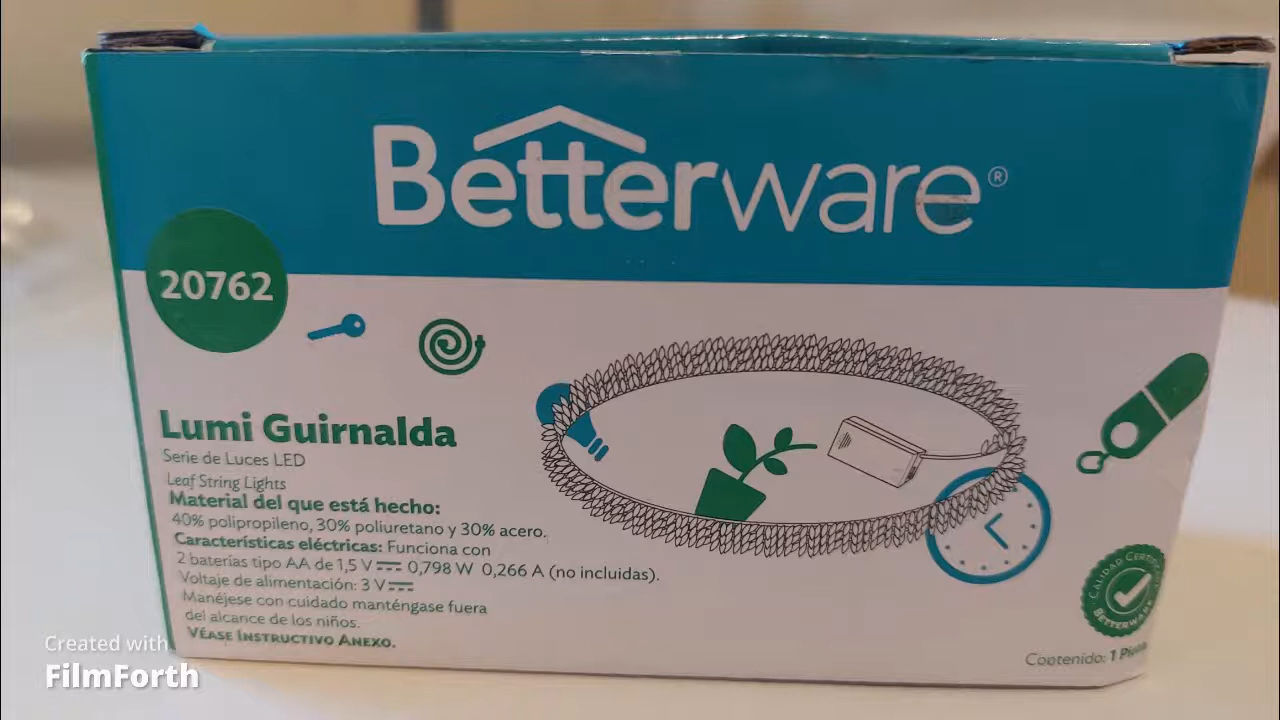 Betterware®
20762
Lumi Guirnalda
Serie de Luces LED
Leaf String Lights
Material del que está hecho:
40% polipropileno, 30% poliuretano y 30% acero.
Características eléctricas: Funciona con
2 baterías tipo AA de 1,5 V 0,798 W 0,266 A (no incluidas).
Voltaje de alimentación: 3 V
Manéjese con cuidado manténgase fuera
del alcance de los niños.
VÉASE INSTRUCTIVO ANEXO.
CALIDAD
BETTERWARE
Contenido: 1
Created with
FilmForth